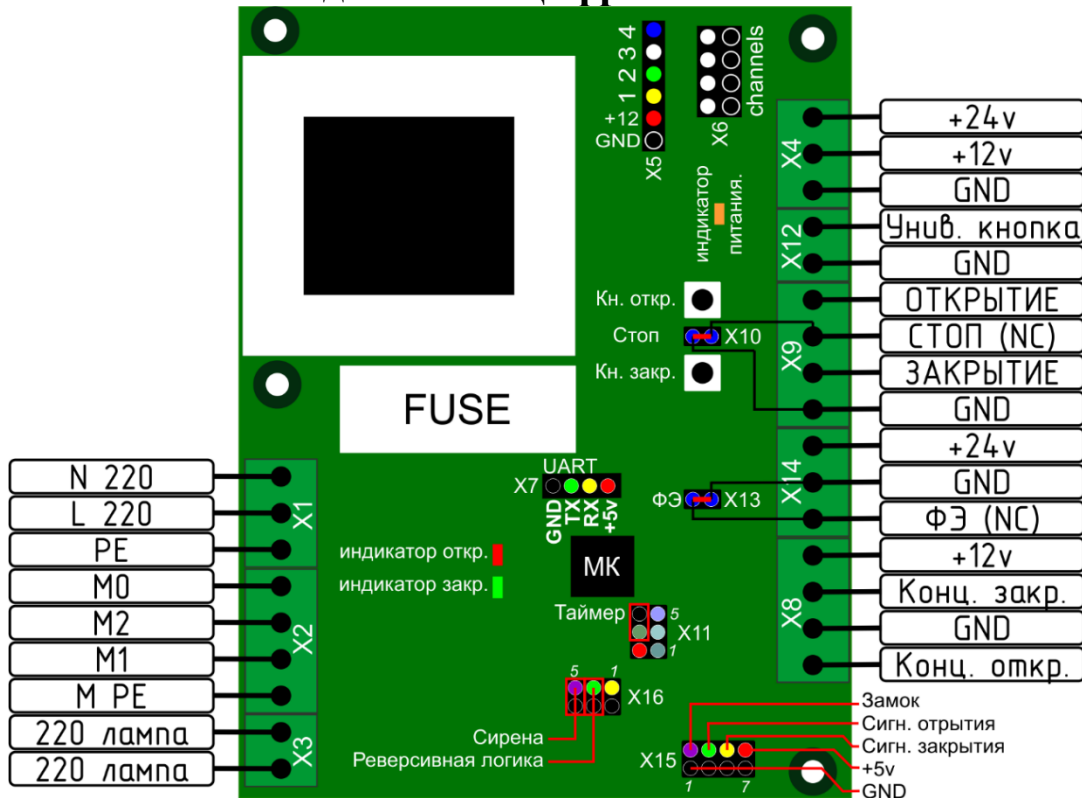 4
3
2
1
+12
GND
X5
X6
channels
индикатор
питания.
+24v
+12v
GND
X4
Унив. кнопка
GND
X12
ОТКРЫТИЕ
СТОП (NC)
ЗАКРЫТИЕ
GND
X9
Кн. откр.
Стоп
X10
Кн. закр.
FUSE
+24v
GND
ФЭ (NC)
X14
UART
X7
GND
TX
RX
+5v
ФЭ
X13
N 220
L 220
PE
X1
M0
M2
M1
M PE
X2
220 лампа
220 лампа
X3
индикатор откр.
индикатор закр.
МК
+12v
Конц. закр.
GND
Конц. откр.
X8
Таймер
5
X11
1
5
1
X16
Сирена
Реверсивная логика
X15
1
7
Замок
Сигн. отрытия
Сигн. закрытия
+5v
GND